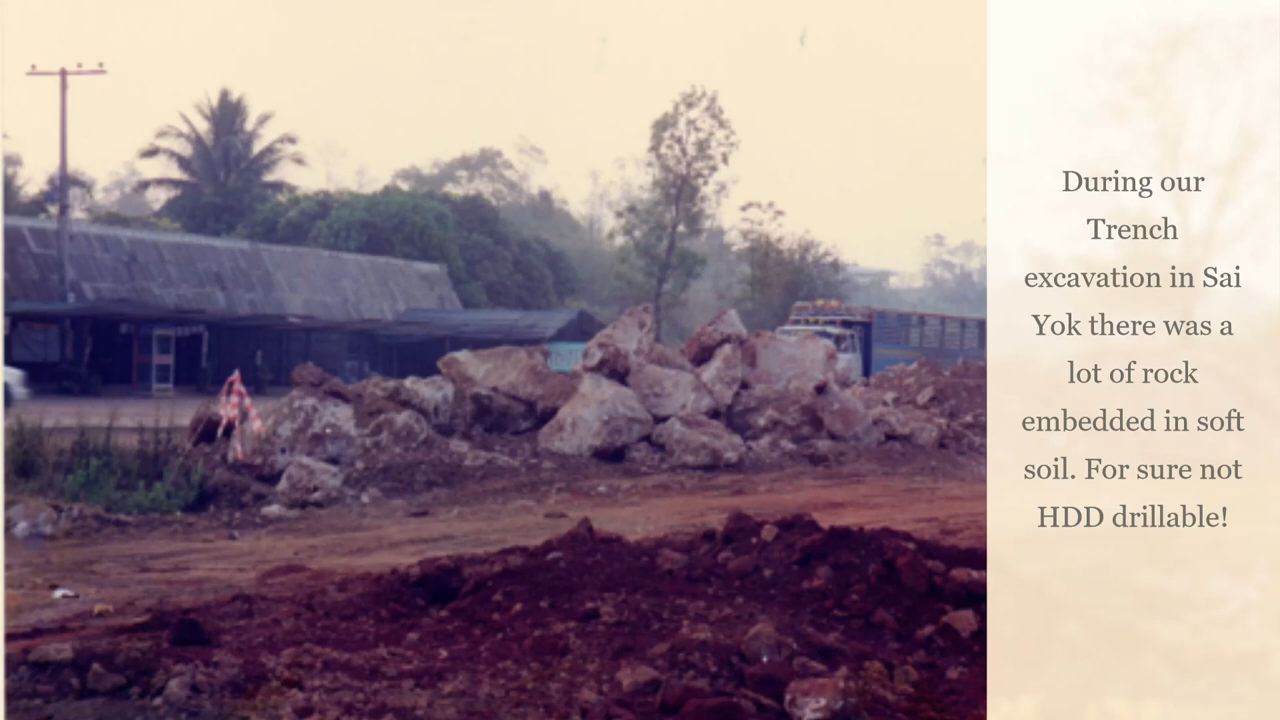 During our
Trench
excavation in Sai
Yok there was a
lot of rock
embedded in soft
soil. For sure not
HDD drillable!